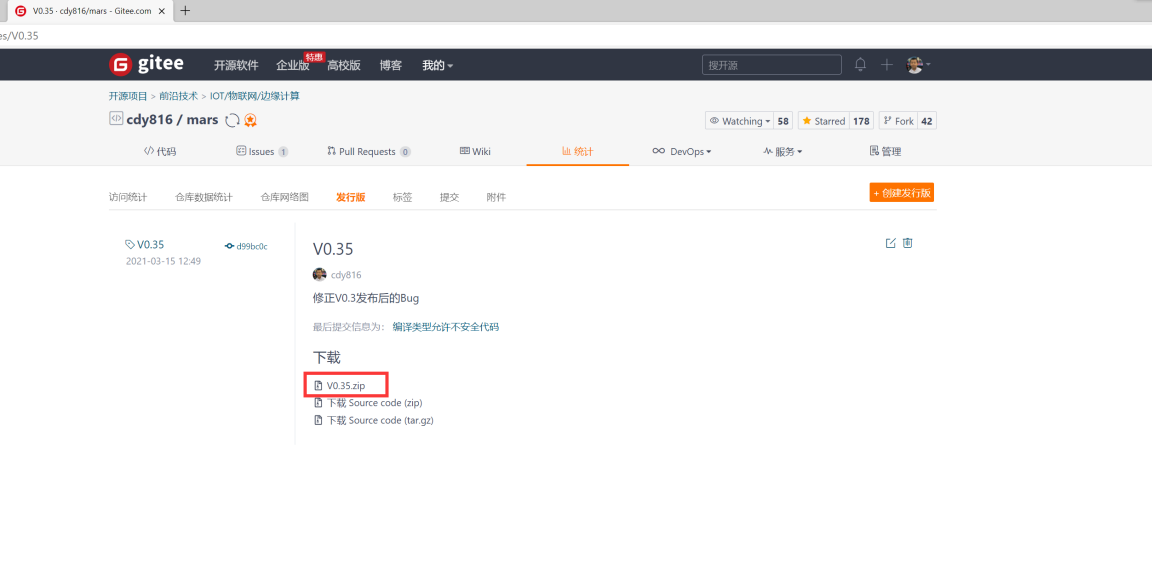 V0.35 · cdy816/mars - Gitee.com
es/V0.35
gitee 开源软件 企业版 特惠 高校版 博客 我的 搜开源
开源项目 > 前沿技术 > IOT/物联网/边缘计算
cdy816 / mars Watching 58 Starred 178 Fork 42
代码 Issues 1 Pull Requests 0 Wiki 统计 DevOps 服务 管理
访问统计 仓库数据统计 仓库网络图 发行版 标签 提交 附件 + 创建发行版
V0.35 d99bc0c
2021-03-15 12:49
V0.35
cdy816
修正V0.3发布后的Bug
最后提交信息为： 编译类型允许不安全代码
下载
V0.35.zip
下载 Source code (zip)
下载 Source code (tar.gz)